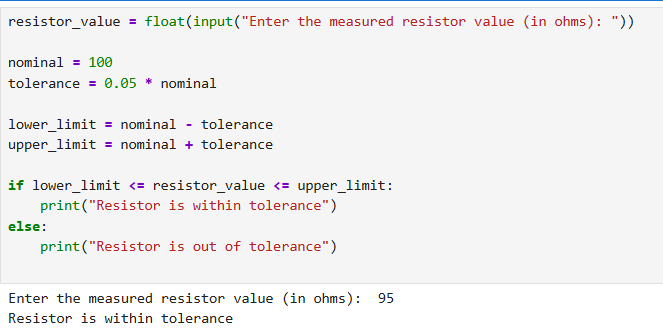 resistor_value = float(input("Enter the measured resistor value (in ohms): "))
nominal = 100
tolerance = 0.05 * nominal
lower_limit = nominal - tolerance
upper_limit = nominal + tolerance
if lower_limit <= resistor_value <= upper_limit:
    print("Resistor is within tolerance")
else:
    print("Resistor is out of tolerance")
Enter the measured resistor value (in ohms):  95
Resistor is within tolerance